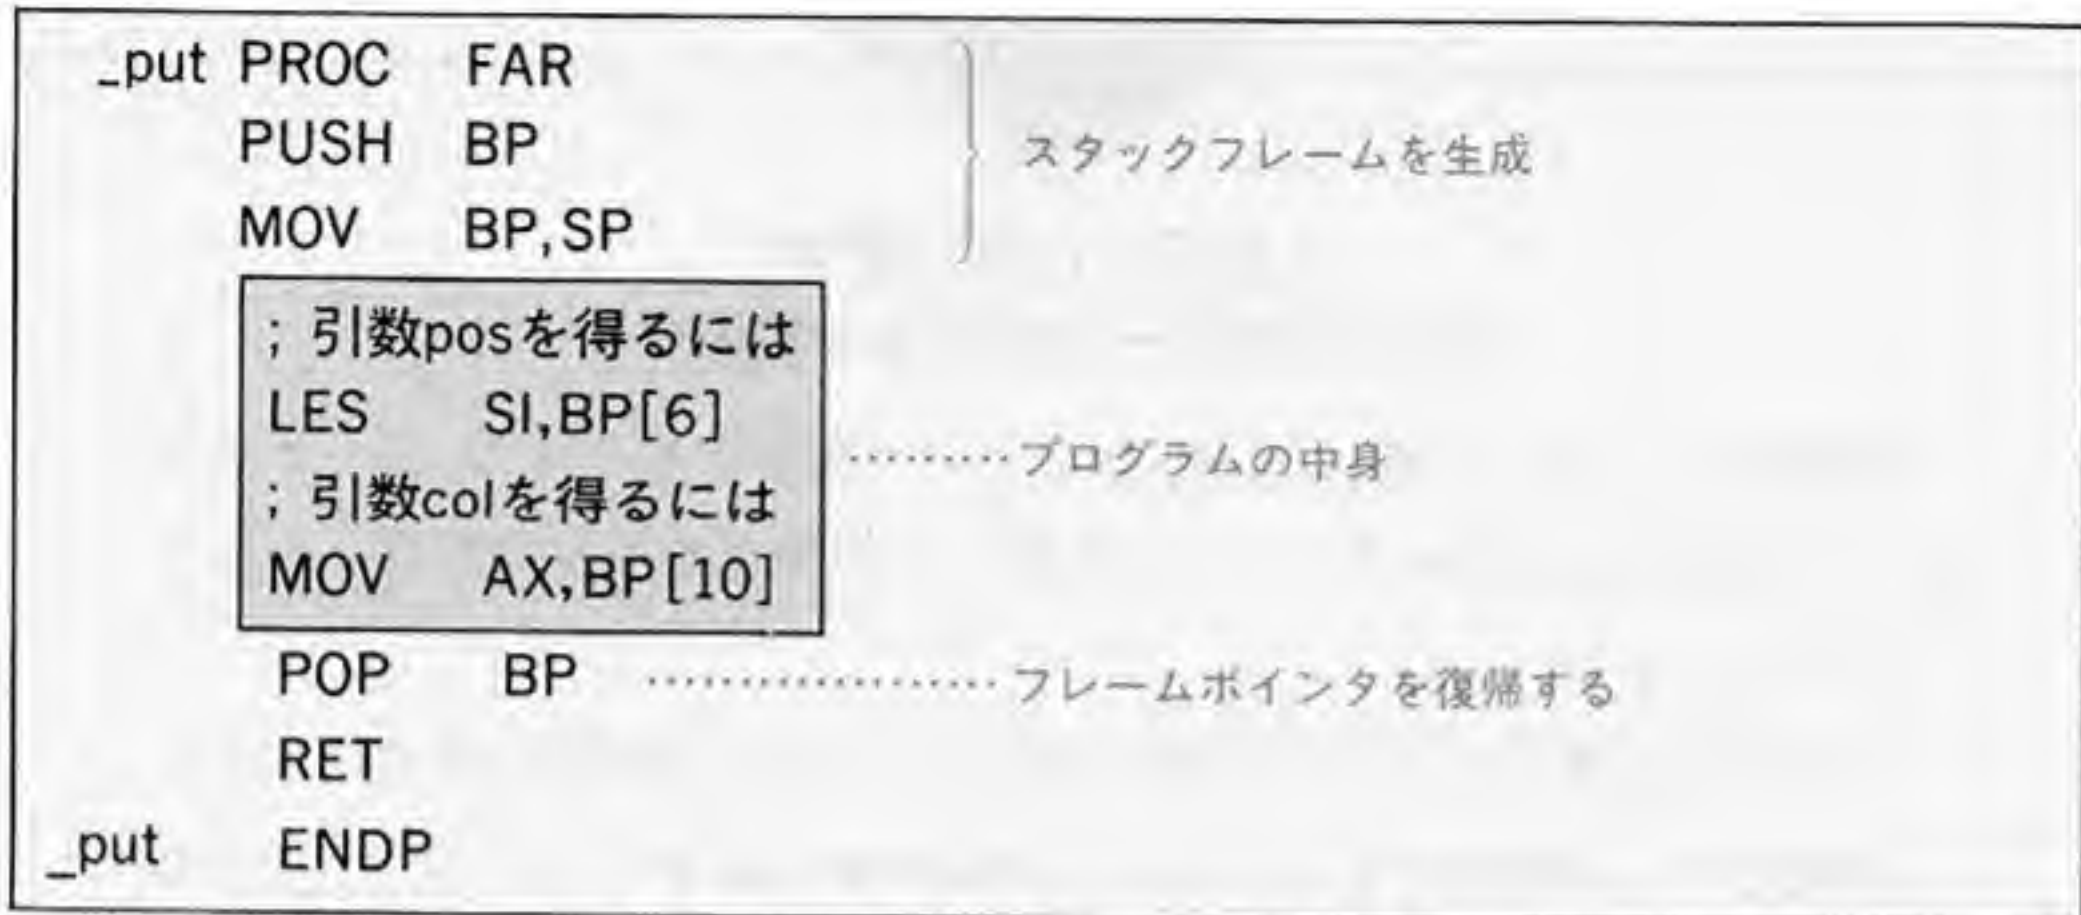 _put PROC FAR
PUSH BP スタックフレームを生成
MOV BP,SP
; 引数posを得るには
LES SI,BP[6]
………プログラムの中身
; 引数colを得るには
MOV AX,BP[10]
POP BP ………………… フレームポインタを復帰する
RET
_put ENDP